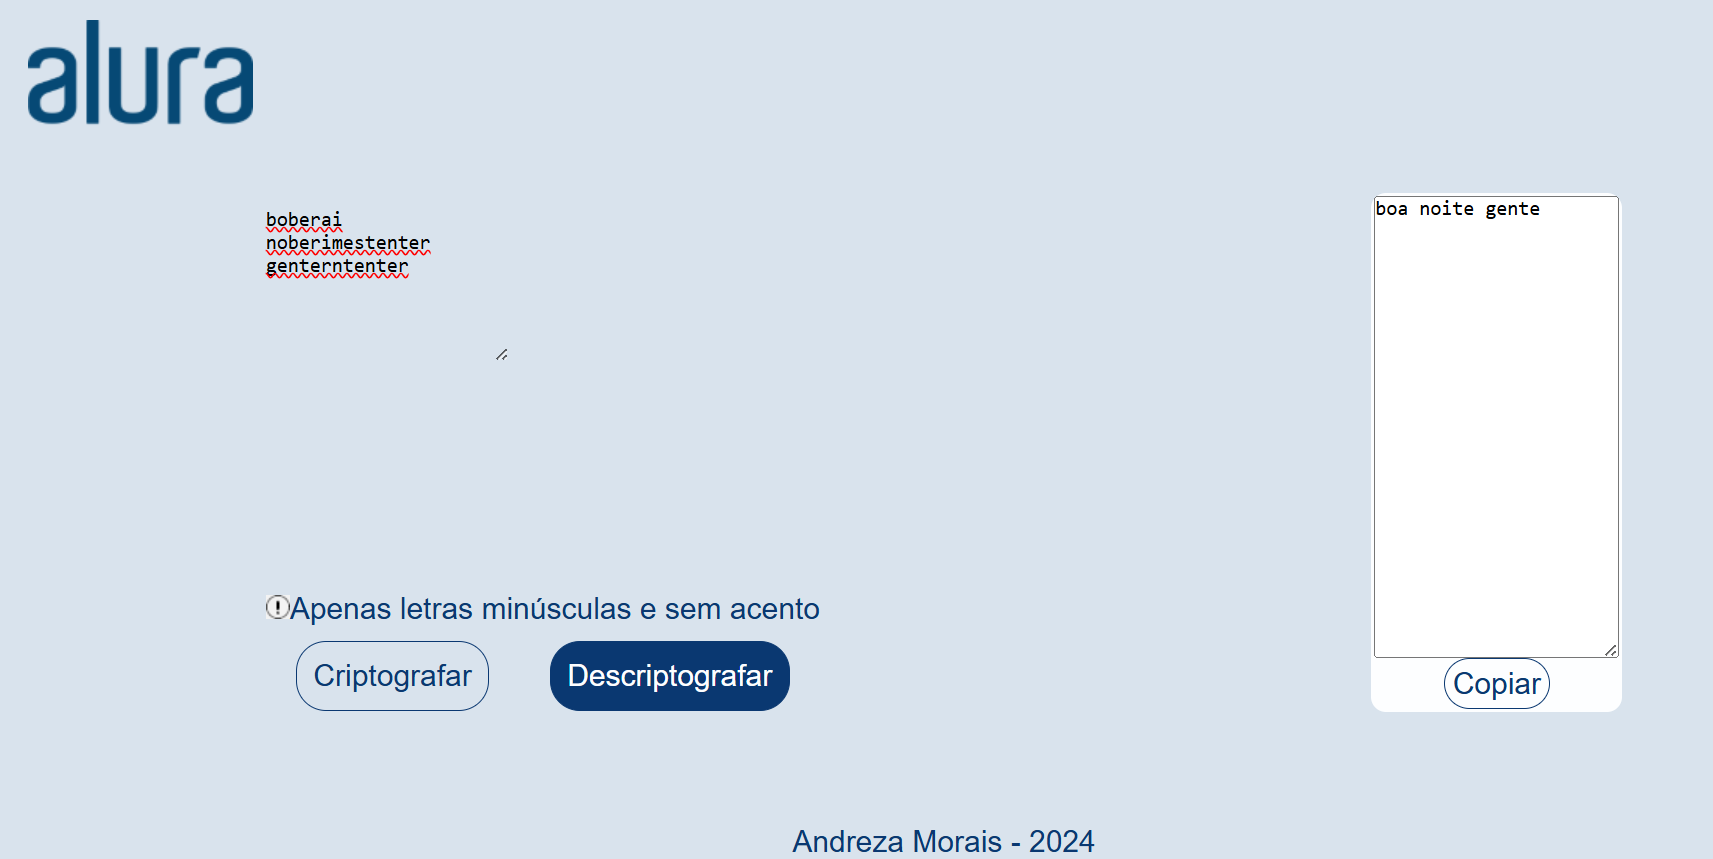 alura
boberai
noberimestenter
genterntenter
boa noite gente
Apenas letras minúsculas e sem acento
Criptografar
Descriptografar
Copiar
Andreza Morais - 2024